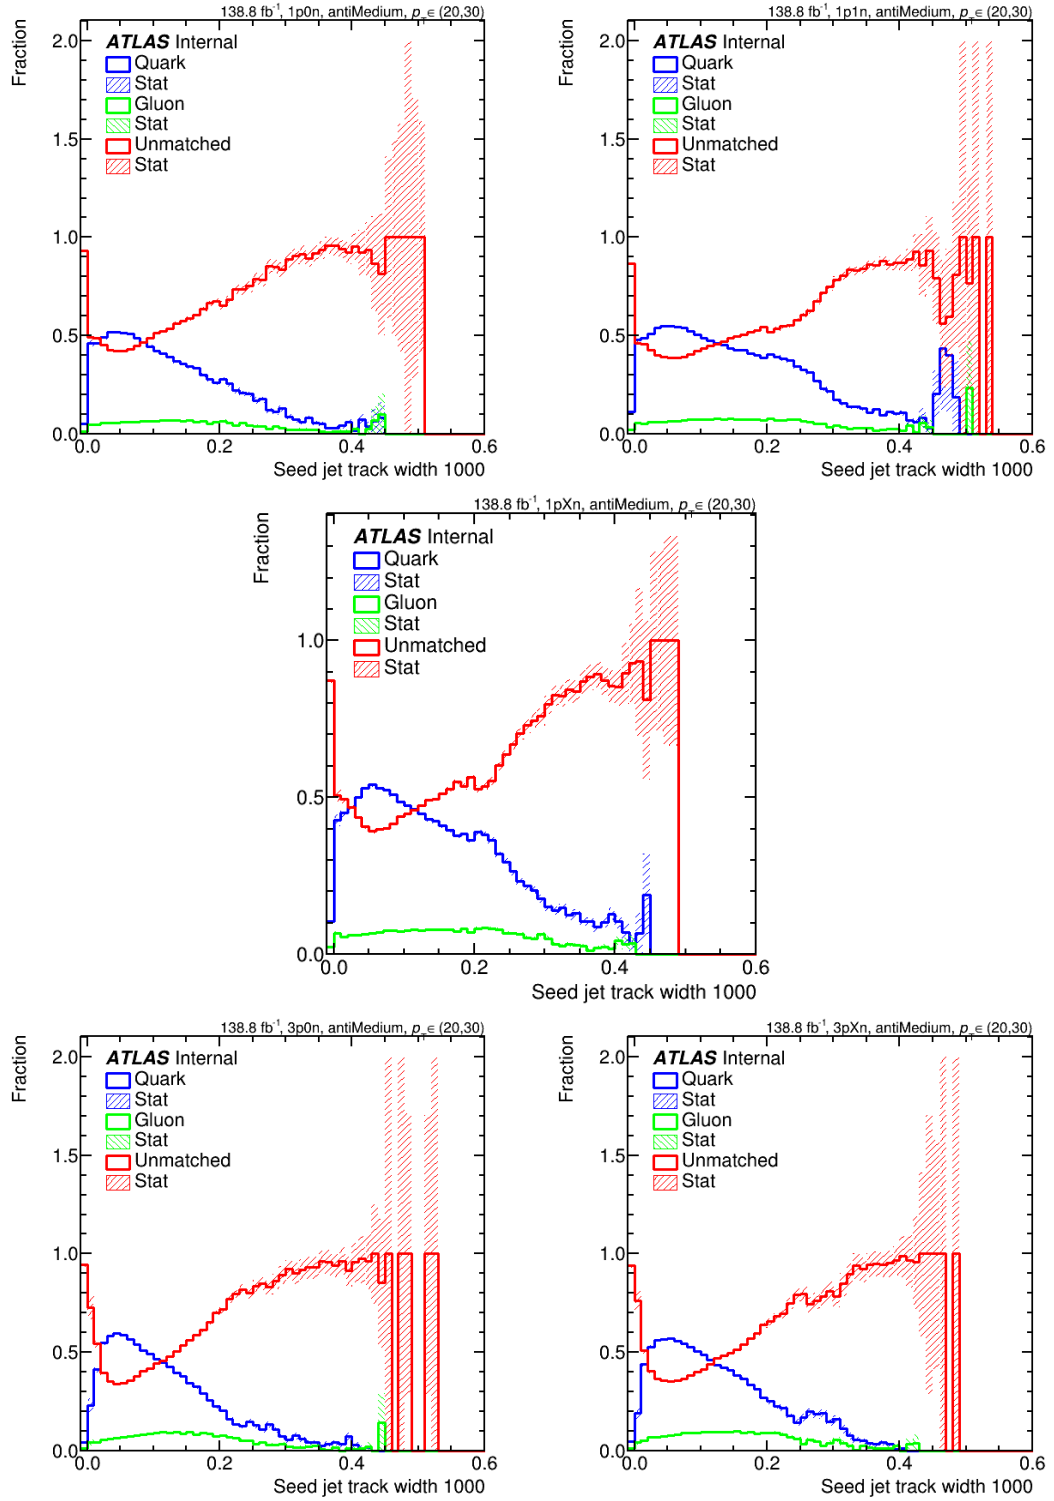 138.8 fb-1, 1p0n, antiMedium, pT∈ (20,30)
Fraction
ATLAS Internal
Quark
Stat
Gluon
Stat
Unmatched
Stat
2.0
1.5
1.0
0.5
0.0
0.0 0.2 0.4 0.6
Seed jet track width 1000
138.8 fb-1, 1p1n, antiMedium, pT∈ (20,30)
Fraction
ATLAS Internal
Quark
Stat
Gluon
Stat
Unmatched
Stat
2.0
1.5
1.0
0.5
0.0
0.0 0.2 0.4 0.6
Seed jet track width 1000
138.8 fb-1, 1pXn, antiMedium, pT∈ (20,30)
Fraction
ATLAS Internal
Quark
Stat
Gluon
Stat
Unmatched
Stat
1.0
0.5
0.0
0.0 0.2 0.4 0.6
Seed jet track width 1000
138.8 fb-1, 3p0n, antiMedium, pT∈ (20,30)
Fraction
ATLAS Internal
Quark
Stat
Gluon
Stat
Unmatched
Stat
2.0
1.5
1.0
0.5
0.0
0.0 0.2 0.4 0.6
Seed jet track width 1000
138.8 fb-1, 3pXn, antiMedium, pT∈ (20,30)
Fraction
ATLAS Internal
Quark
Stat
Gluon
Stat
Unmatched
Stat
2.0
1.5
1.0
0.5
0.0
0.0 0.2 0.4 0.6
Seed jet track width 1000